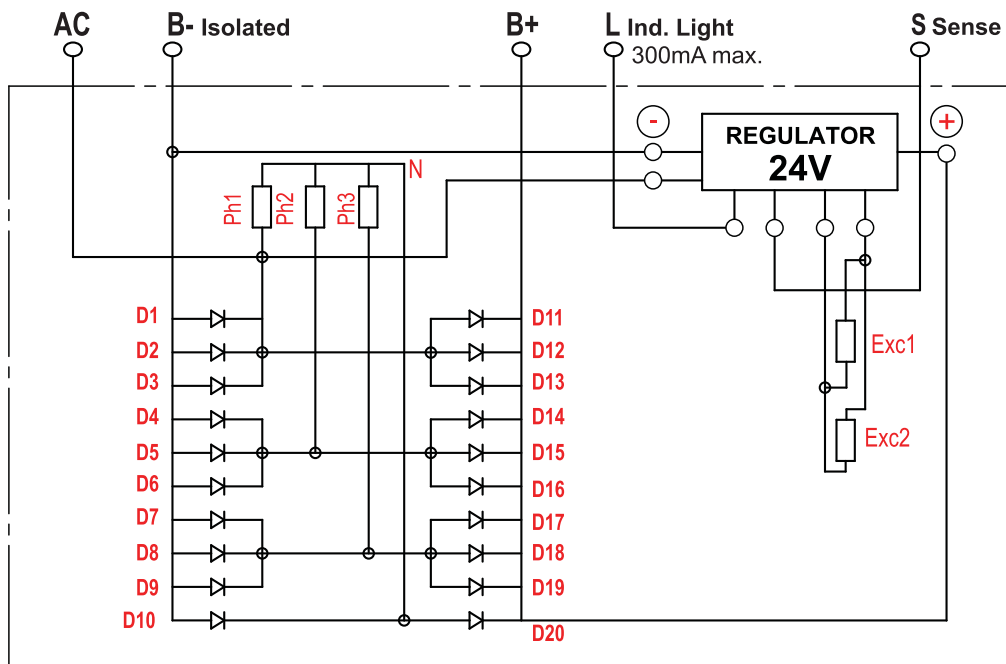 AC
B- Isolated
B+
L Ind. Light
300mA max.
S Sense
-
REGULATOR
24V
+
N
Ph1
Ph2
Ph3
D1
D11
D2
D12
D3
D13
Exc1
D4
D14
Exc2
D5
D15
D6
D16
D7
D17
D8
D18
D9
D19
D10
D20